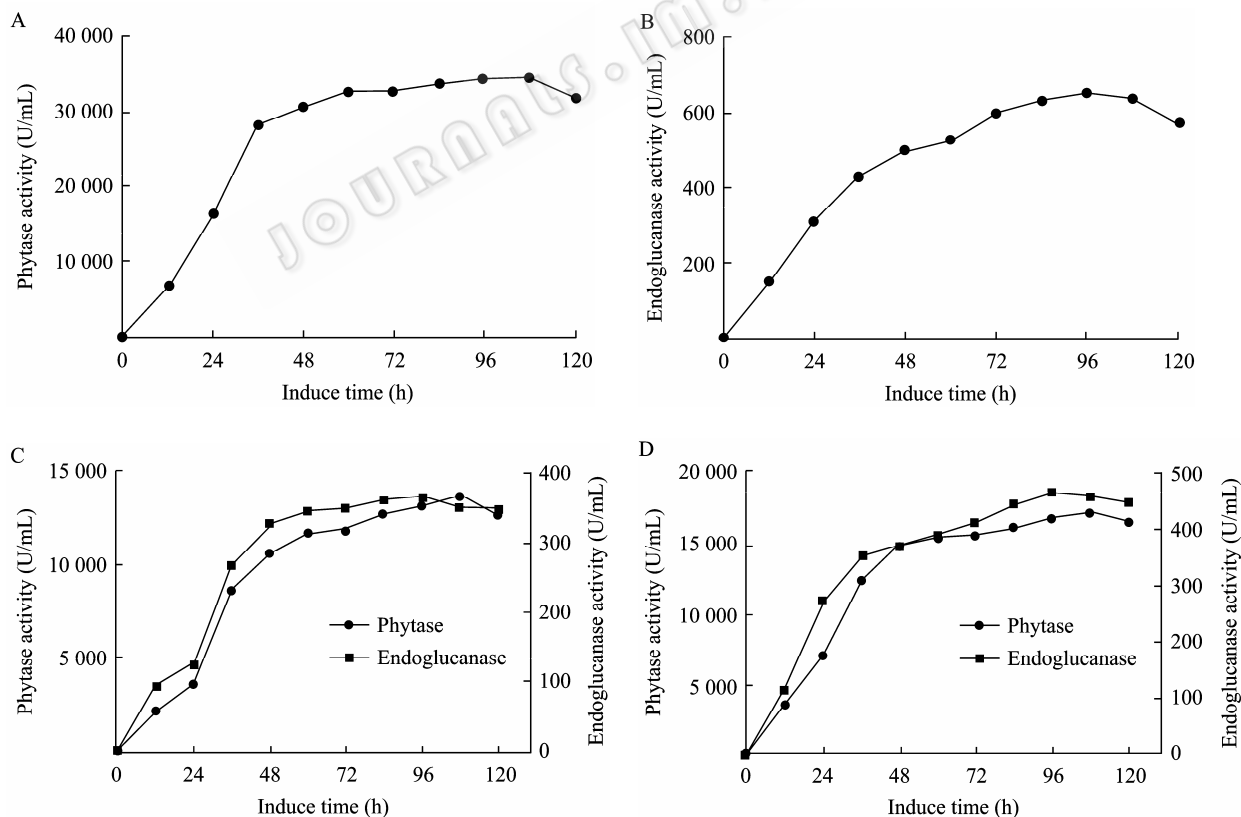 A
40 000
30 000
20 000
10 000
0
24
48
72
96
120
Phytase activity (U/mL)
Induce time (h)
B
800
600
400
200
0
24
48
72
96
120
Endoglucanase activity (U/mL)
Induce time (h)
C
15 000
10 000
5 000
0
24
48
72
96
120
400
300
200
100
0
Phytase activity (U/mL)
Endoglucanase activity (U/mL)
Phytase
Endoglucanase
Induce time (h)
D
20 000
15 000
10 000
5 000
0
24
48
72
96
120
500
400
300
200
100
0
Phytase activity (U/mL)
Endoglucanase activity (U/mL)
Phytase
Endoglucanase
Induce time (h)
JOURNALS.IM.